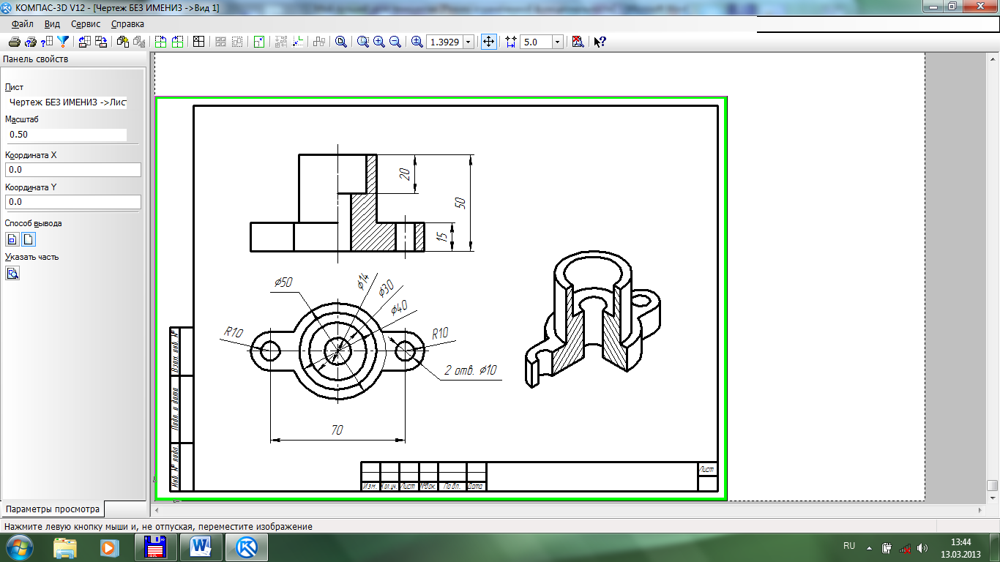 КОМПАС-3D V12 - [Чертеж БЕЗ ИМЕНИ3 ->Вид 1]
Файл Вид Сервис Справка
1.3929 5.0
Панель свойств
Лист
Чертеж БЕЗ ИМЕНИ3 ->Лис
Масштаб
0.50
Координата X
0.0
Координата Y
0.0
Способ вывода
Указать часть
20
50
15
⌀50
⌀14
⌀30
⌀40
R10
R10
2 отв. ⌀10
70
Взам. инв. №
Подп. и дата
Инв. № подл.
Лист
Изм. Кол.уч. Лист №док. Подп. Дата
Параметры просмотра
Нажмите левую кнопку мыши и, не отпуская, переместите изображение
RU
13:44
13.03.2013